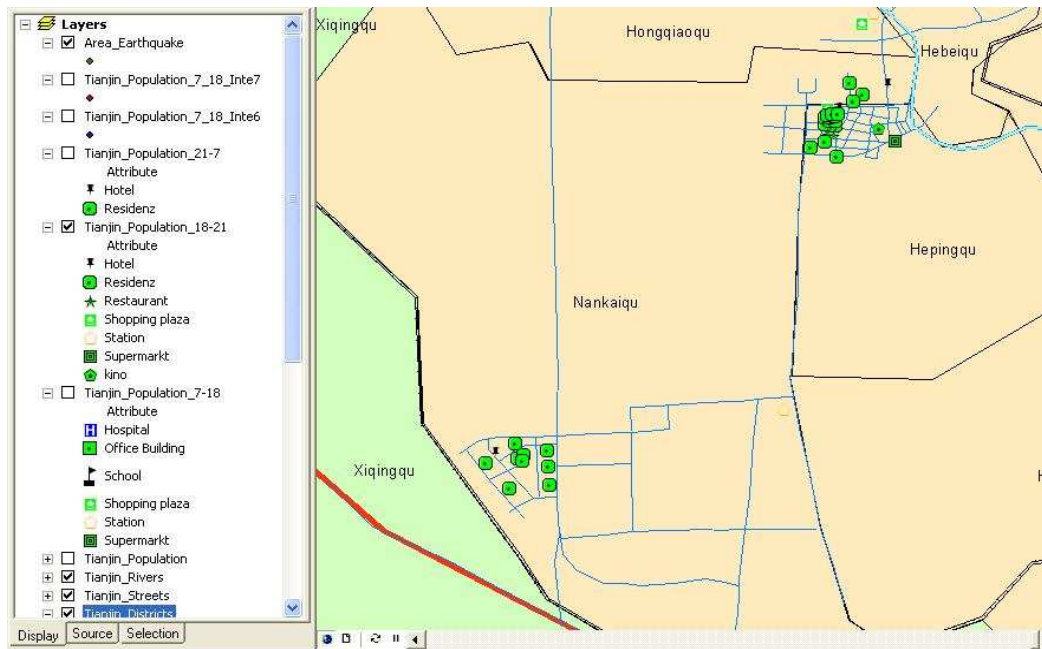 Layers
Area_Earthquake
Tianjin_Population_7_18_Inte7
Tianjin_Population_7_18_Inte6
Tianjin_Population_21-7
Attribute
Hotel
Residenz
Tianjin_Population_18-21
Attribute
Hotel
Residenz
Restaurant
Shopping plaza
Station
Supermarkt
kino
Tianjin_Population_7-18
Attribute
H Hospital
Office Building
School
Shopping plaza
Station
Supermarkt
Tianjin_Population
Tianjin_Rivers
Tianjin_Streets
Tianjin_Districts
Display Source Selection
Xiqingqu
Hongqiaoqu
Hebeiqu
Hepingqu
Nankaiqu
Xiqingqu
H